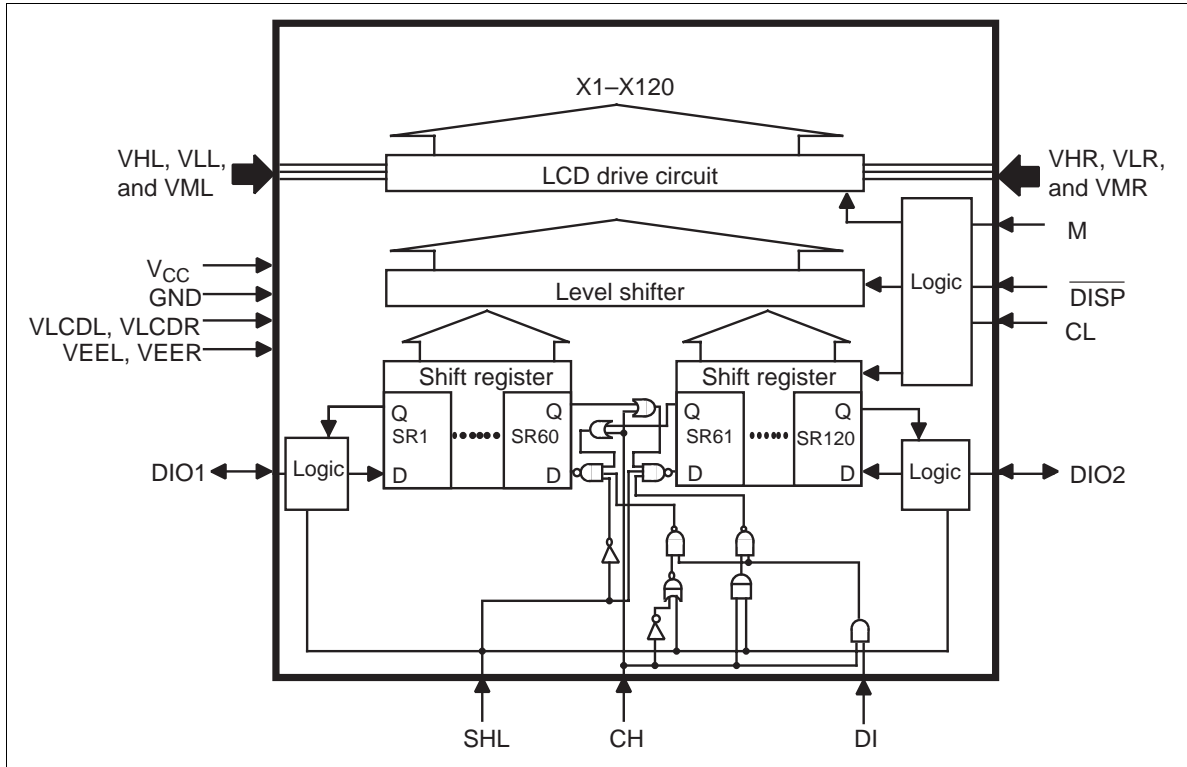 X1–X120
VHL, VLL,
and VML
LCD drive circuit
VHR, VLR,
and VMR
M
VCC
GND
VLCDL, VLCDR
VEEL, VEER
Level shifter
Logic
DISP
CL
Shift register
Shift register
Q
SR1
D
Q
SR60
D
Q
SR61
D
Q
SR120
D
DIO1
Logic
Logic
DIO2
SHL
CH
DI